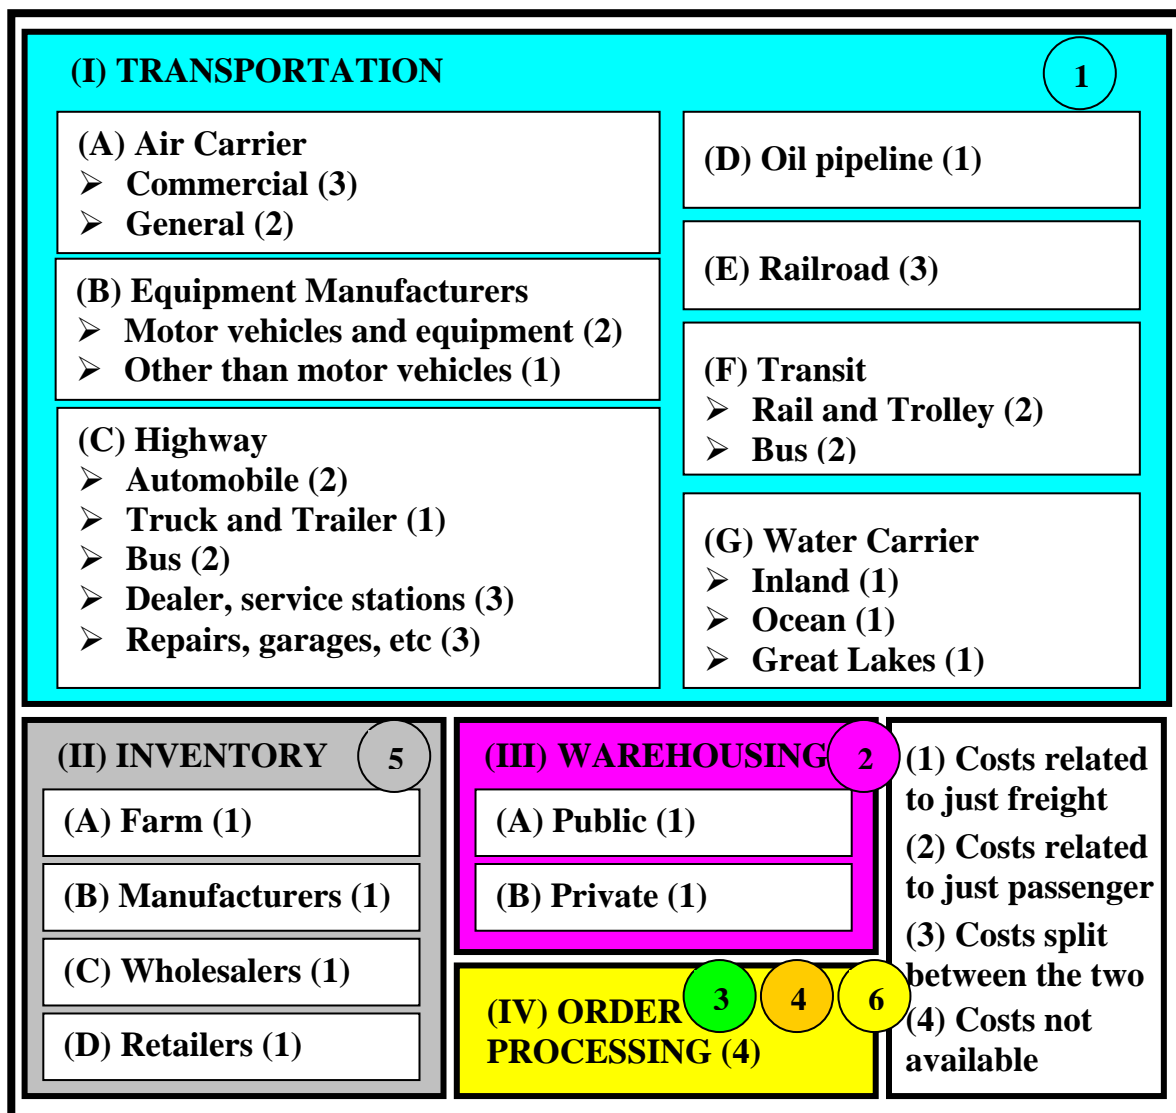 (I) TRANSPORTATION
1
(A) Air Carrier
➢ Commercial (3)
➢ General (2)
(B) Equipment Manufacturers
➢ Motor vehicles and equipment (2)
➢ Other than motor vehicles (1)
(C) Highway
➢ Automobile (2)
➢ Truck and Trailer (1)
➢ Bus (2)
➢ Dealer, service stations (3)
➢ Repairs, garages, etc (3)
(D) Oil pipeline (1)
(E) Railroad (3)
(F) Transit
➢ Rail and Trolley (2)
➢ Bus (2)
(G) Water Carrier
➢ Inland (1)
➢ Ocean (1)
➢ Great Lakes (1)
(II) INVENTORY
5
(A) Farm (1)
(B) Manufacturers (1)
(C) Wholesalers (1)
(D) Retailers (1)
(III) WAREHOUSING
2
(A) Public (1)
(B) Private (1)
(IV) ORDER
PROCESSING (4)
3
4
6
(1) Costs related
to just freight
(2) Costs related
to just passenger
(3) Costs split
between the two
(4) Costs not
available